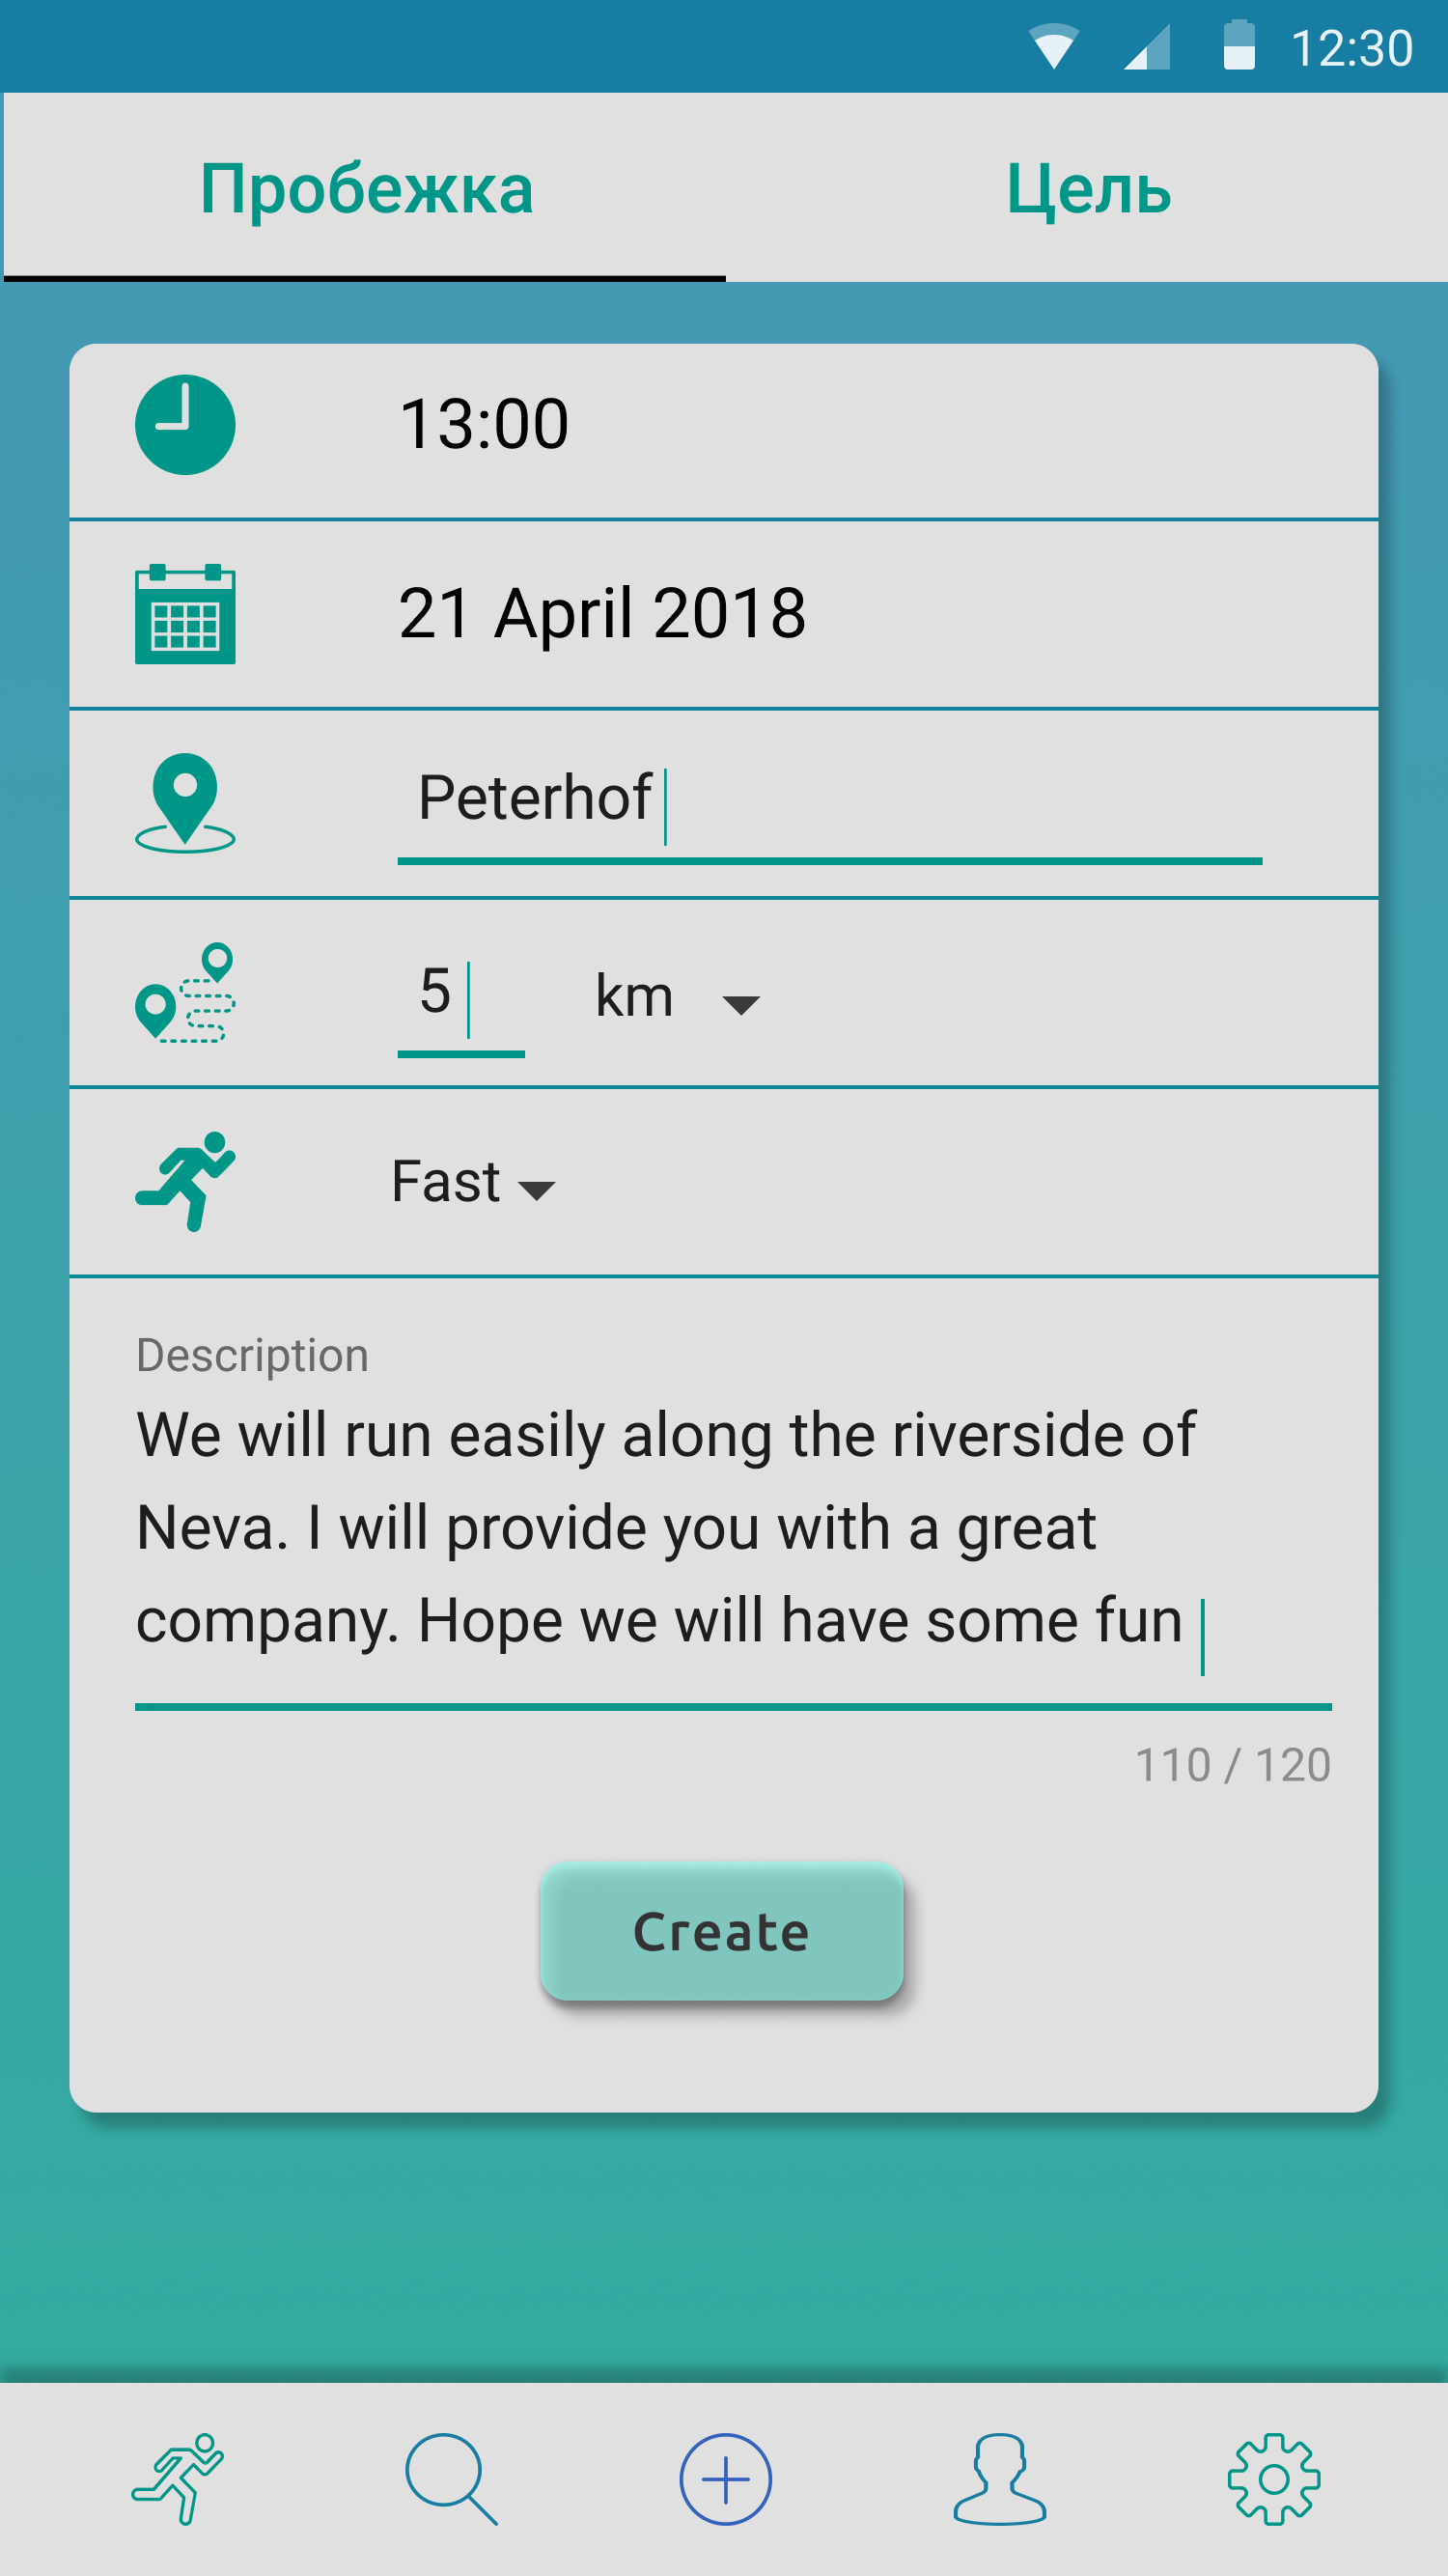 12:30
Пробежка
Цель
13:00
21 April 2018
Peterhof
5 km
Fast
Description
We will run easily along the riverside of
Neva. I will provide you with a great
company. Hope we will have some fun
110 / 120
Create